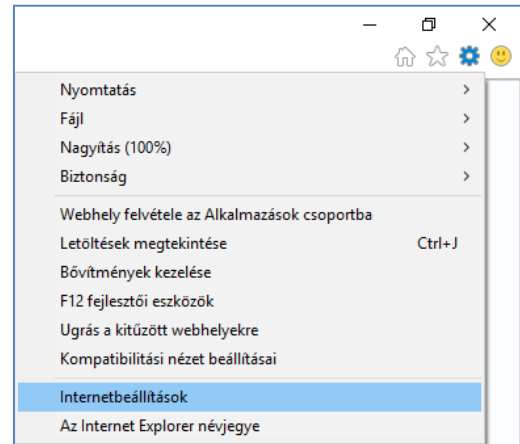 Nyomtatás
Fájl
Nagyítás (100%)
Biztonság
Webhely felvétele az Alkalmazások csoportba
Letöltések megtekintése Ctrl+J
Bővítmények kezelése
F12 fejlesztői eszközök
Ugrás a kitűzött webhelyekre
Kompatibilitási nézet beállításai
Internetbeállítások
Az Internet Explorer névjegye